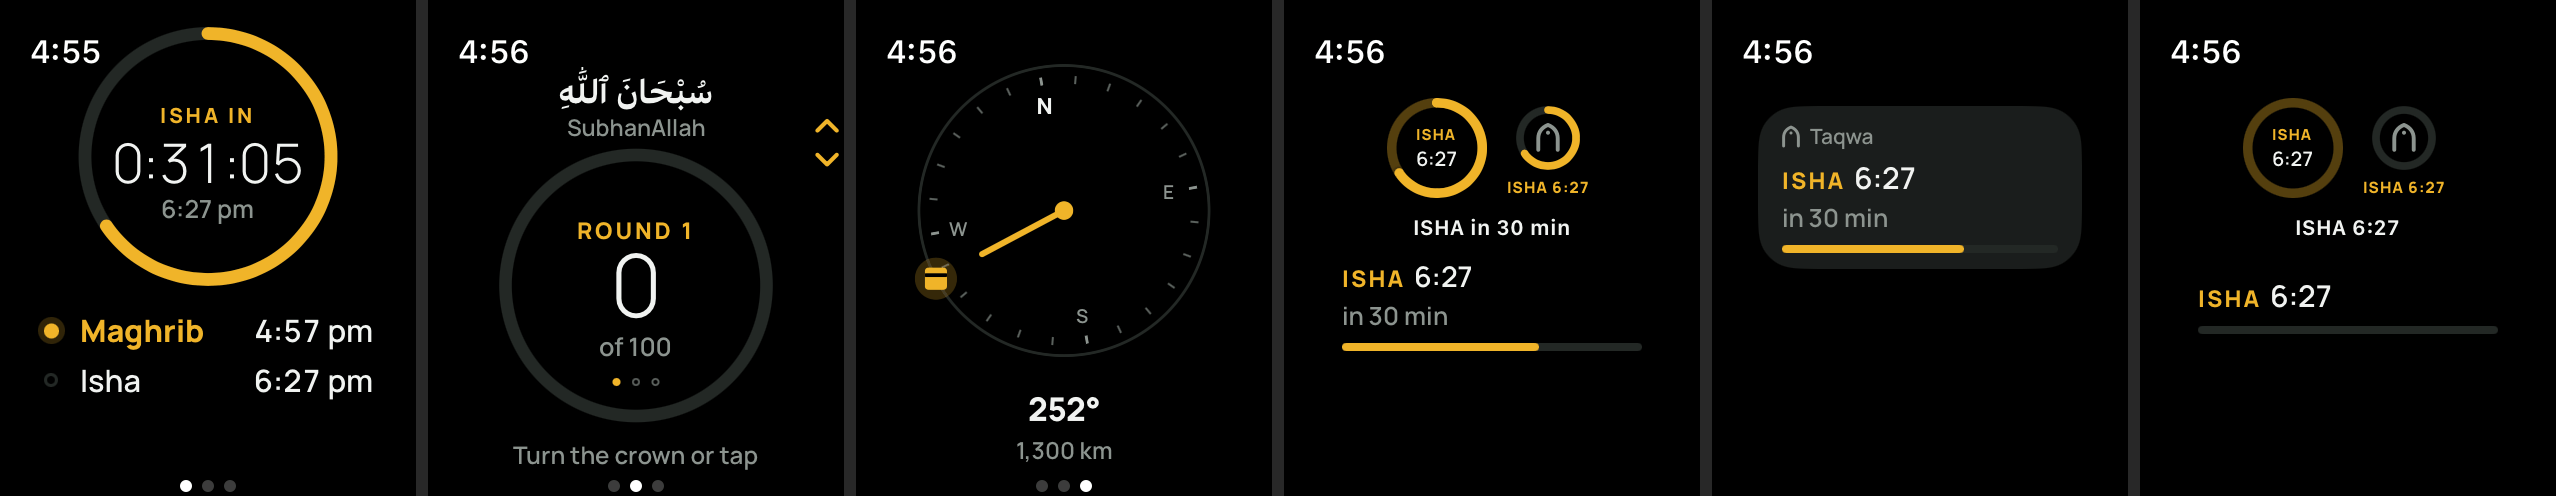 4:55
ISHA IN
0:31:05
6:27 pm
Maghrib 4:57 pm
Isha 6:27 pm
4:56
سُبْحَانَ ٱللَّٰهِ
SubhanAllah
ROUND 1
0
of 100
Turn the crown or tap
4:56
N
E
W
S
252°
1,300 km
4:56
ISHA
6:27
ISHA 6:27
ISHA in 30 min
ISHA 6:27
in 30 min
4:56
Taqwa
ISHA 6:27
in 30 min
4:56
ISHA
6:27
ISHA 6:27
ISHA 6:27
ISHA 6:27